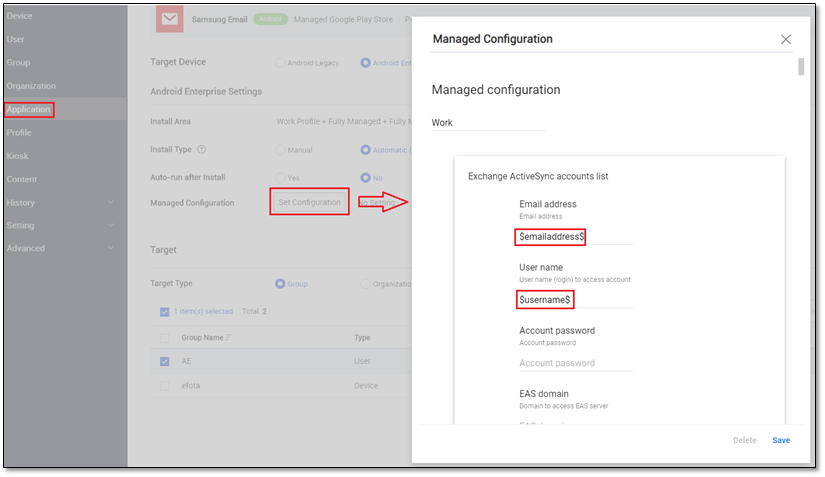 Device
User
Group
Organization
Application
Profile
Kiosk
Content
History
Setting
Advanced
Samsung Email Android Managed Google Play Store
Target Device Android Legacy Android Ent
Android Enterprise Settings
Install Area Work Profile + Fully Managed + Fully M
Install Type Manual Automatic (
Auto-run after Install Yes No
Managed Configuration Set Configuration No Setting
Target
Target Type Group Organizatio
1 item(s) selected Total 2
Group Name Type
AE User
efota Device
Managed Configuration
Managed configuration
Work
Exchange ActiveSync accounts list
Email address
Email address
$emailaddress$
User name
User name (login) to access account
$username$
Account password
Account password
Account password
EAS domain
Domain to access EAS server
Delete Save